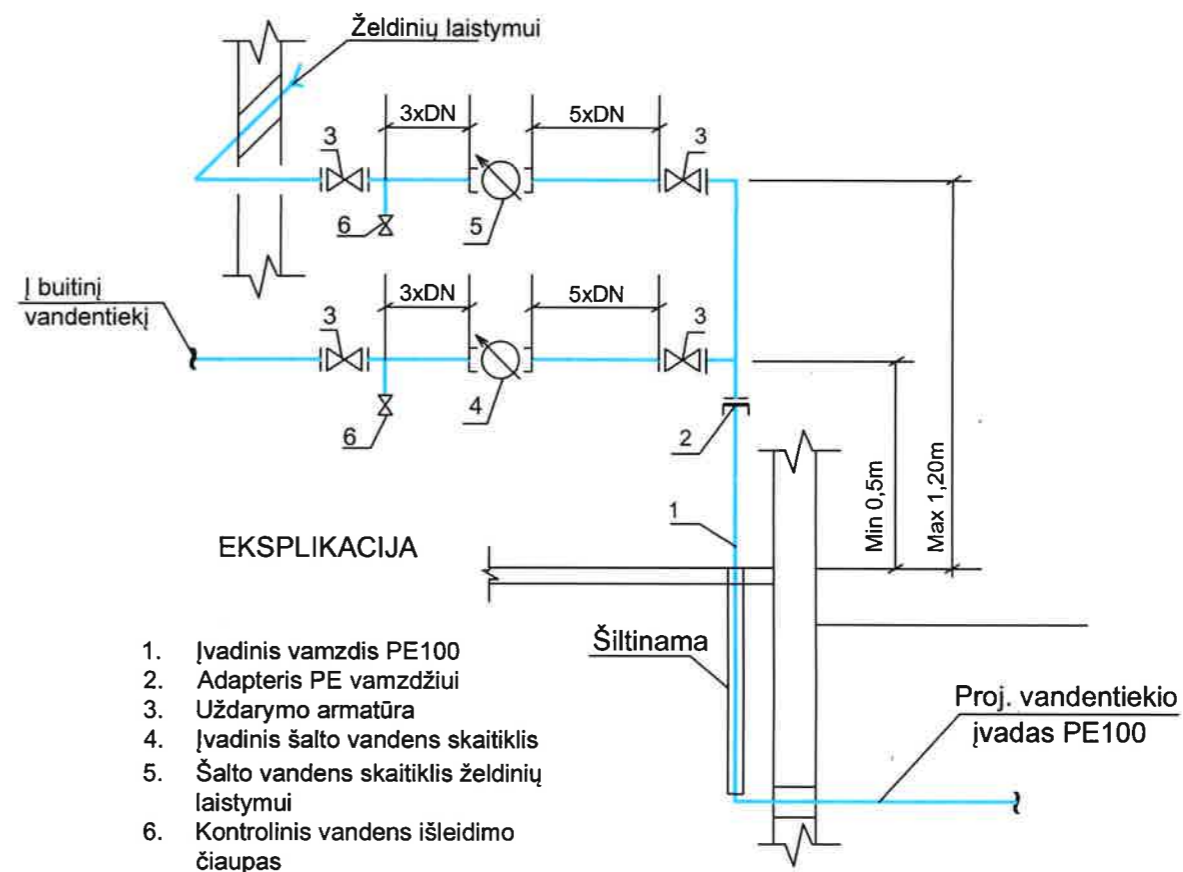 Želdinių laistymui
3xDN
5xDN
3
3
6
5
Į buitinį
vandentiekį
3xDN
5xDN
3
3
6
4
2
Min 0,5m
Max 1,20m
1
EKSPLIKACIJA
1. Įvadinis vamzdis PE100
2. Adapteris PE vamzdžiui
3. Uždarymo armatūra
4. Įvadinis šalto vandens skaitiklis
5. Šalto vandens skaitiklis želdinių
laistymui
6. Kontrolinis vandens išleidimo
čiaupas
Šiltinama
Proj. vandentiekio
įvadas PE100